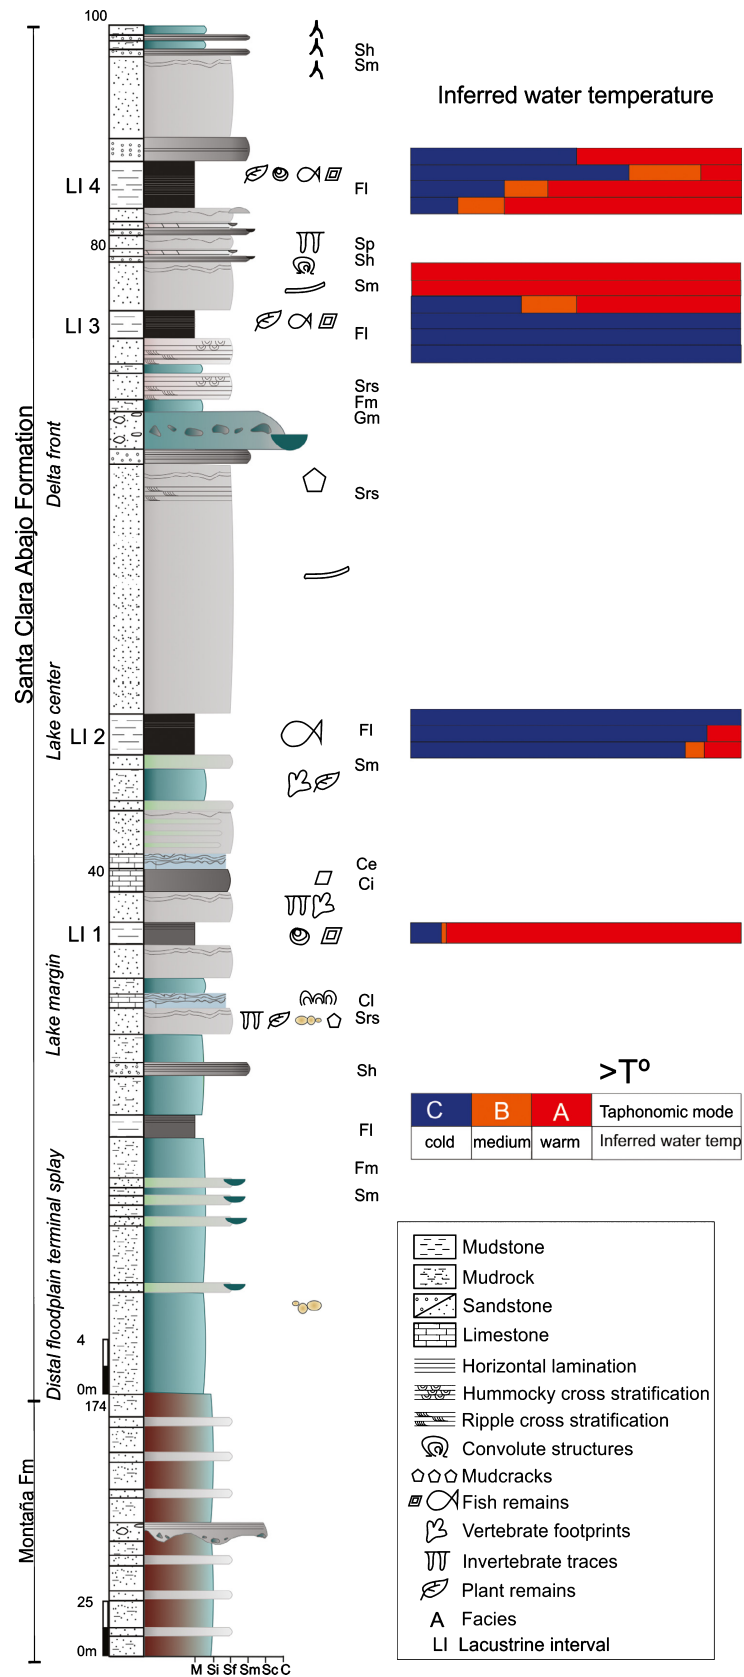 100
Sh
Sm
Inferred water temperature
LI 4
Fl
80
Sp
Sh
Sm
LI 3
Fl
Srs
Fm
Gm
Santa Clara Abajo Formation
Delta front
Srs
Lake center
LI 2
Fl
Sm
40
Ce
Ci
LI 1
Lake margin
Cl
Srs
Sh
>Tº
C B A Taphonomic mode
cold medium warm Inferred water temp
Fl
Fm
Sm
Distal floodplain terminal splay
4
0m
174
Montaña Fm
25
0m
M Si Sf Sm Sc C
Mudstone
Mudrock
Sandstone
Limestone
Horizontal lamination
Hummocky cross stratification
Ripple cross stratification
Convolute structures
Mudcracks
Fish remains
Vertebrate footprints
Invertebrate traces
Plant remains
A Facies
LI Lacustrine interval